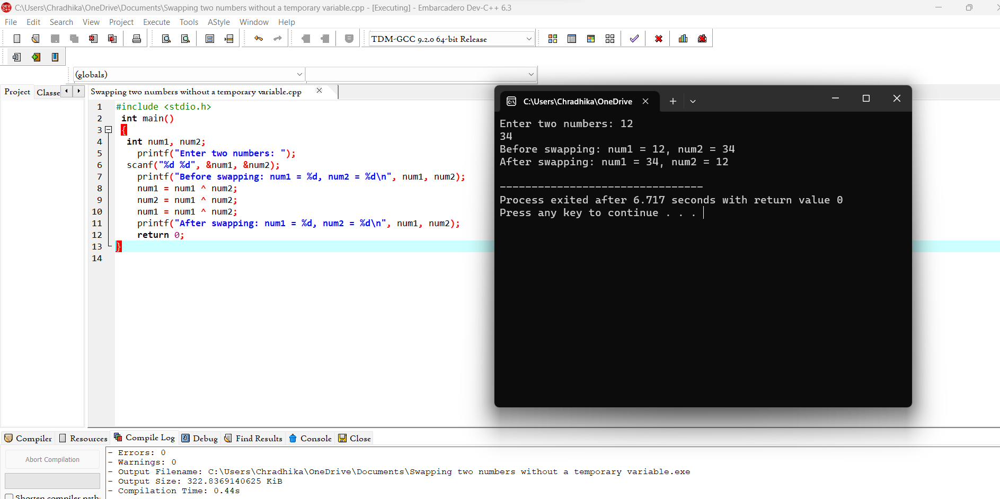 C:\Users\Chradhika\OneDrive\Documents\Swapping two numbers without a temporary variable.cpp - [Executing] - Embarcadero Dev-C++ 6.3
File Edit Search View Project Execute Tools AStyle Window Help
TDM-GCC 9.2.0 64-bit Release
(globals)
Project Classe
Swapping two numbers without a temporary variable.cpp
1 #include <stdio.h>
2 int main()
3 {
4 int num1, num2;
5 printf("Enter two numbers: ");
6 scanf("%d %d", &num1, &num2);
7 printf("Before swapping: num1 = %d, num2 = %d\n", num1, num2);
8 num1 = num1 ^ num2;
9 num2 = num1 ^ num2;
10 num1 = num1 ^ num2;
11 printf("After swapping: num1 = %d, num2 = %d\n", num1, num2);
12 return 0;
13 }
14
C:\Users\Chradhika\OneDrive
Enter two numbers: 12
34
Before swapping: num1 = 12, num2 = 34
After swapping: num1 = 34, num2 = 12
--------------------------------
Process exited after 6.717 seconds with return value 0
Press any key to continue . . .
Compiler Resources Compile Log Debug Find Results Console Close
Abort Compilation
Shorten compiler paths
- Errors: 0
- Warnings: 0
- Output Filename: C:\Users\Chradhika\OneDrive\Documents\Swapping two numbers without a temporary variable.exe
- Output Size: 322.8369140625 KiB
- Compilation Time: 0.44s